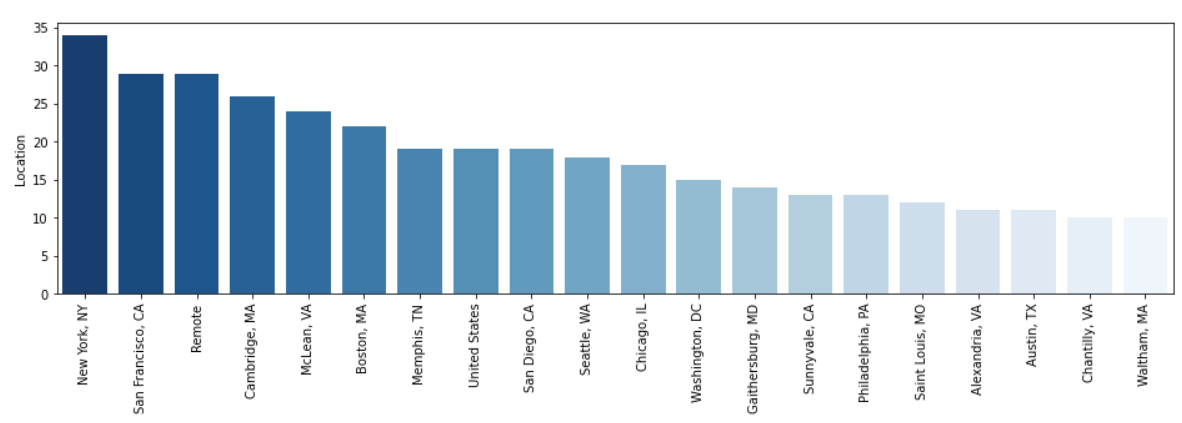 35
30
25
20
15
10
5
0
Location
New York, NY
San Francisco, CA
Remote
Cambridge, MA
McLean, VA
Boston, MA
Memphis, TN
United States
San Diego, CA
Seattle, WA
Chicago, IL
Washington, DC
Gaithersburg, MD
Sunnyvale, CA
Philadelphia, PA
Saint Louis, MO
Alexandria, VA
Austin, TX
Chantilly, VA
Waltham, MA